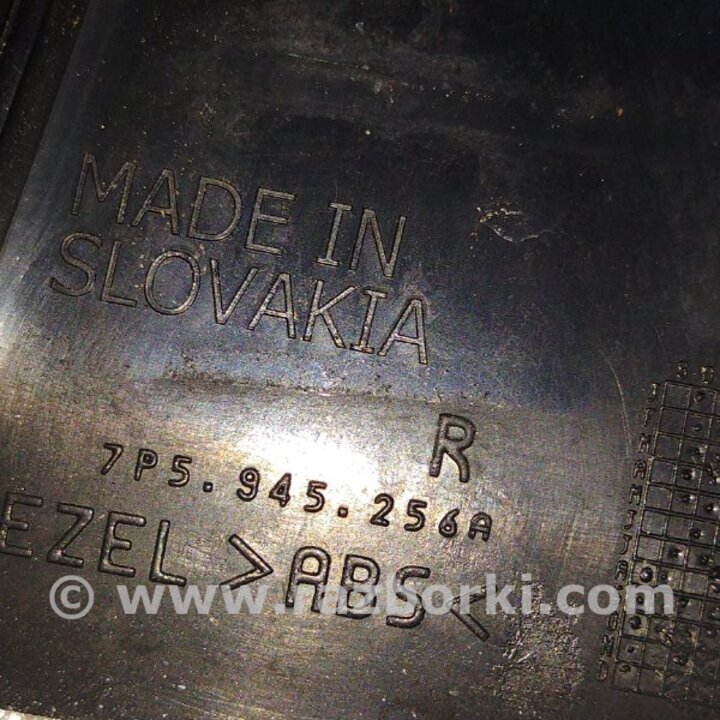 MADE IN
SLOVAKIA
R
7P5.945.256A
EZEL >ABS<
© www.razborki.com
J
F
M
A
M
J
J
A
S
O
N
D